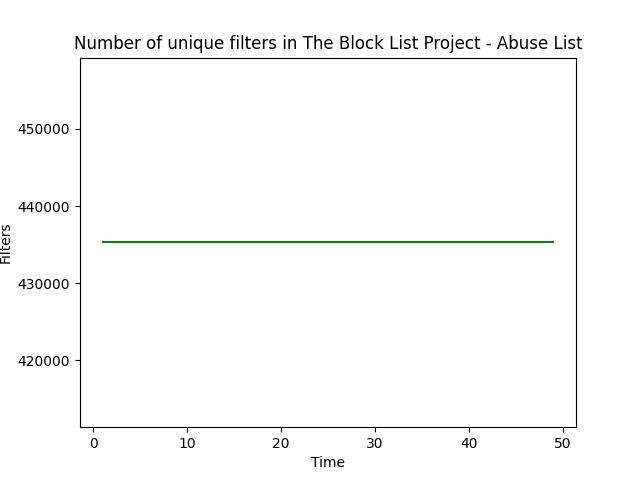 Number of unique filters in The Block List Project - Abuse List
450000
440000
430000
420000
Filters
0 10 20 30 40 50
Time